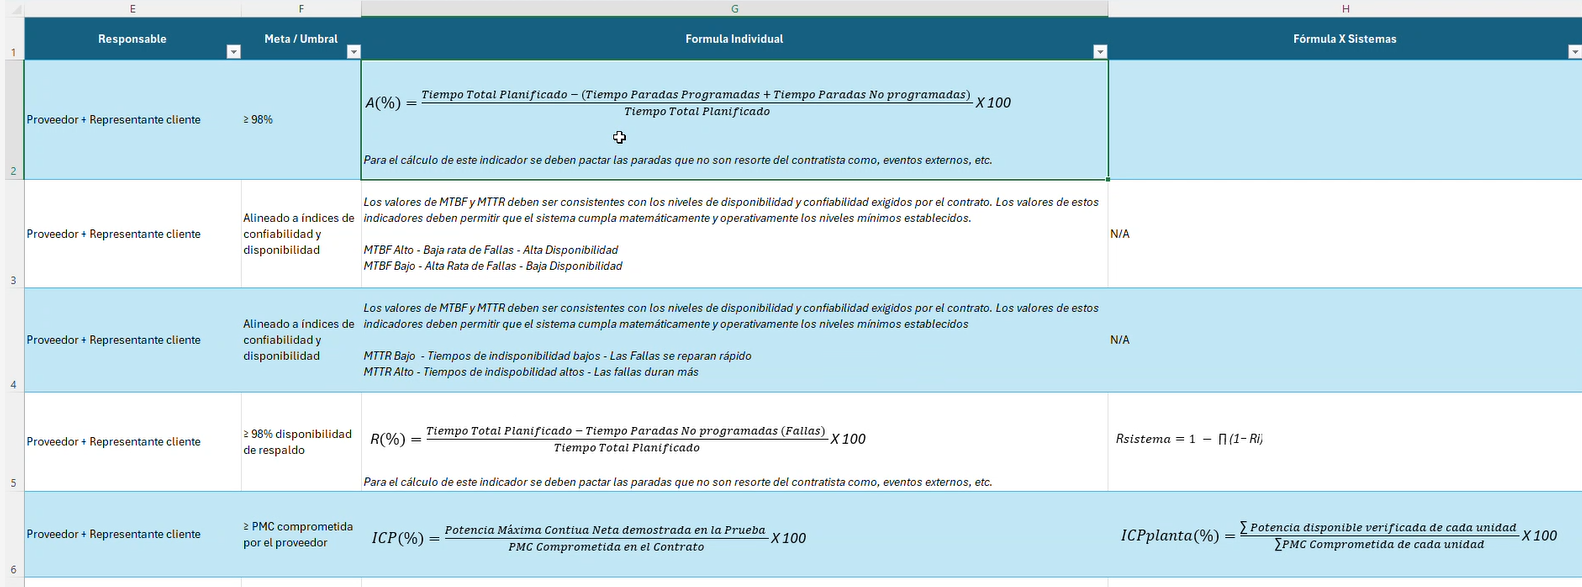 E F G H
1 Responsable Meta / Umbral Formula Individual Fórmula X Sistemas
2 Proveedor + Representante cliente ≥ 98%
A(%) = Tiempo Total Planificado − (Tiempo Paradas Programadas + Tiempo Paradas No programadas) / Tiempo Total Planificado X 100
Para el cálculo de este indicador se deben pactar las paradas que no son resorte del contratista como, eventos externos, etc.
3 Proveedor + Representante cliente
Alineado a índices de
confiabilidad y
disponibilidad
Los valores de MTBF y MTTR deben ser consistentes con los niveles de disponibilidad y confiabilidad exigidos por el contrato. Los valores de estos
indicadores deben permitir que el sistema cumpla matemáticamente y operativamente los niveles mínimos establecidos.
MTBF Alto - Baja rata de Fallas - Alta Disponibilidad
MTBF Bajo - Alta Rata de Fallas - Baja Disponibilidad
N/A
4 Proveedor + Representante cliente
Alineado a índices de
confiabilidad y
disponibilidad
Los valores de MTBF y MTTR deben ser consistentes con los niveles de disponibilidad y confiabilidad exigidos por el contrato. Los valores de estos
indicadores deben permitir que el sistema cumpla matemáticamente y operativamente los niveles mínimos establecidos
MTTR Bajo - Tiempos de indisponibilidad bajos - Las Fallas se reparan rápido
MTTR Alto - Tiempos de indispobilidad altos - Las fallas duran más
N/A
5 Proveedor + Representante cliente
≥ 98% disponibilidad
de respaldo
R(%) = Tiempo Total Planificado − Tiempo Paradas No programadas (Fallas) / Tiempo Total Planificado X 100
Para el cálculo de este indicador se deben pactar las paradas que no son resorte del contratista como, eventos externos, etc.
Rsistema = 1 − ∏(1− Ri)
6 Proveedor + Representante cliente
≥ PMC comprometida
por el proveedor
ICP(%) = Potencia Máxima Contiua Neta demostrada en la Prueba / PMC Comprometida en el Contrato X 100
ICPplanta(%) = ∑ Potencia disponible verificada de cada unidad / ∑PMC Comprometida de cada unidad X 100